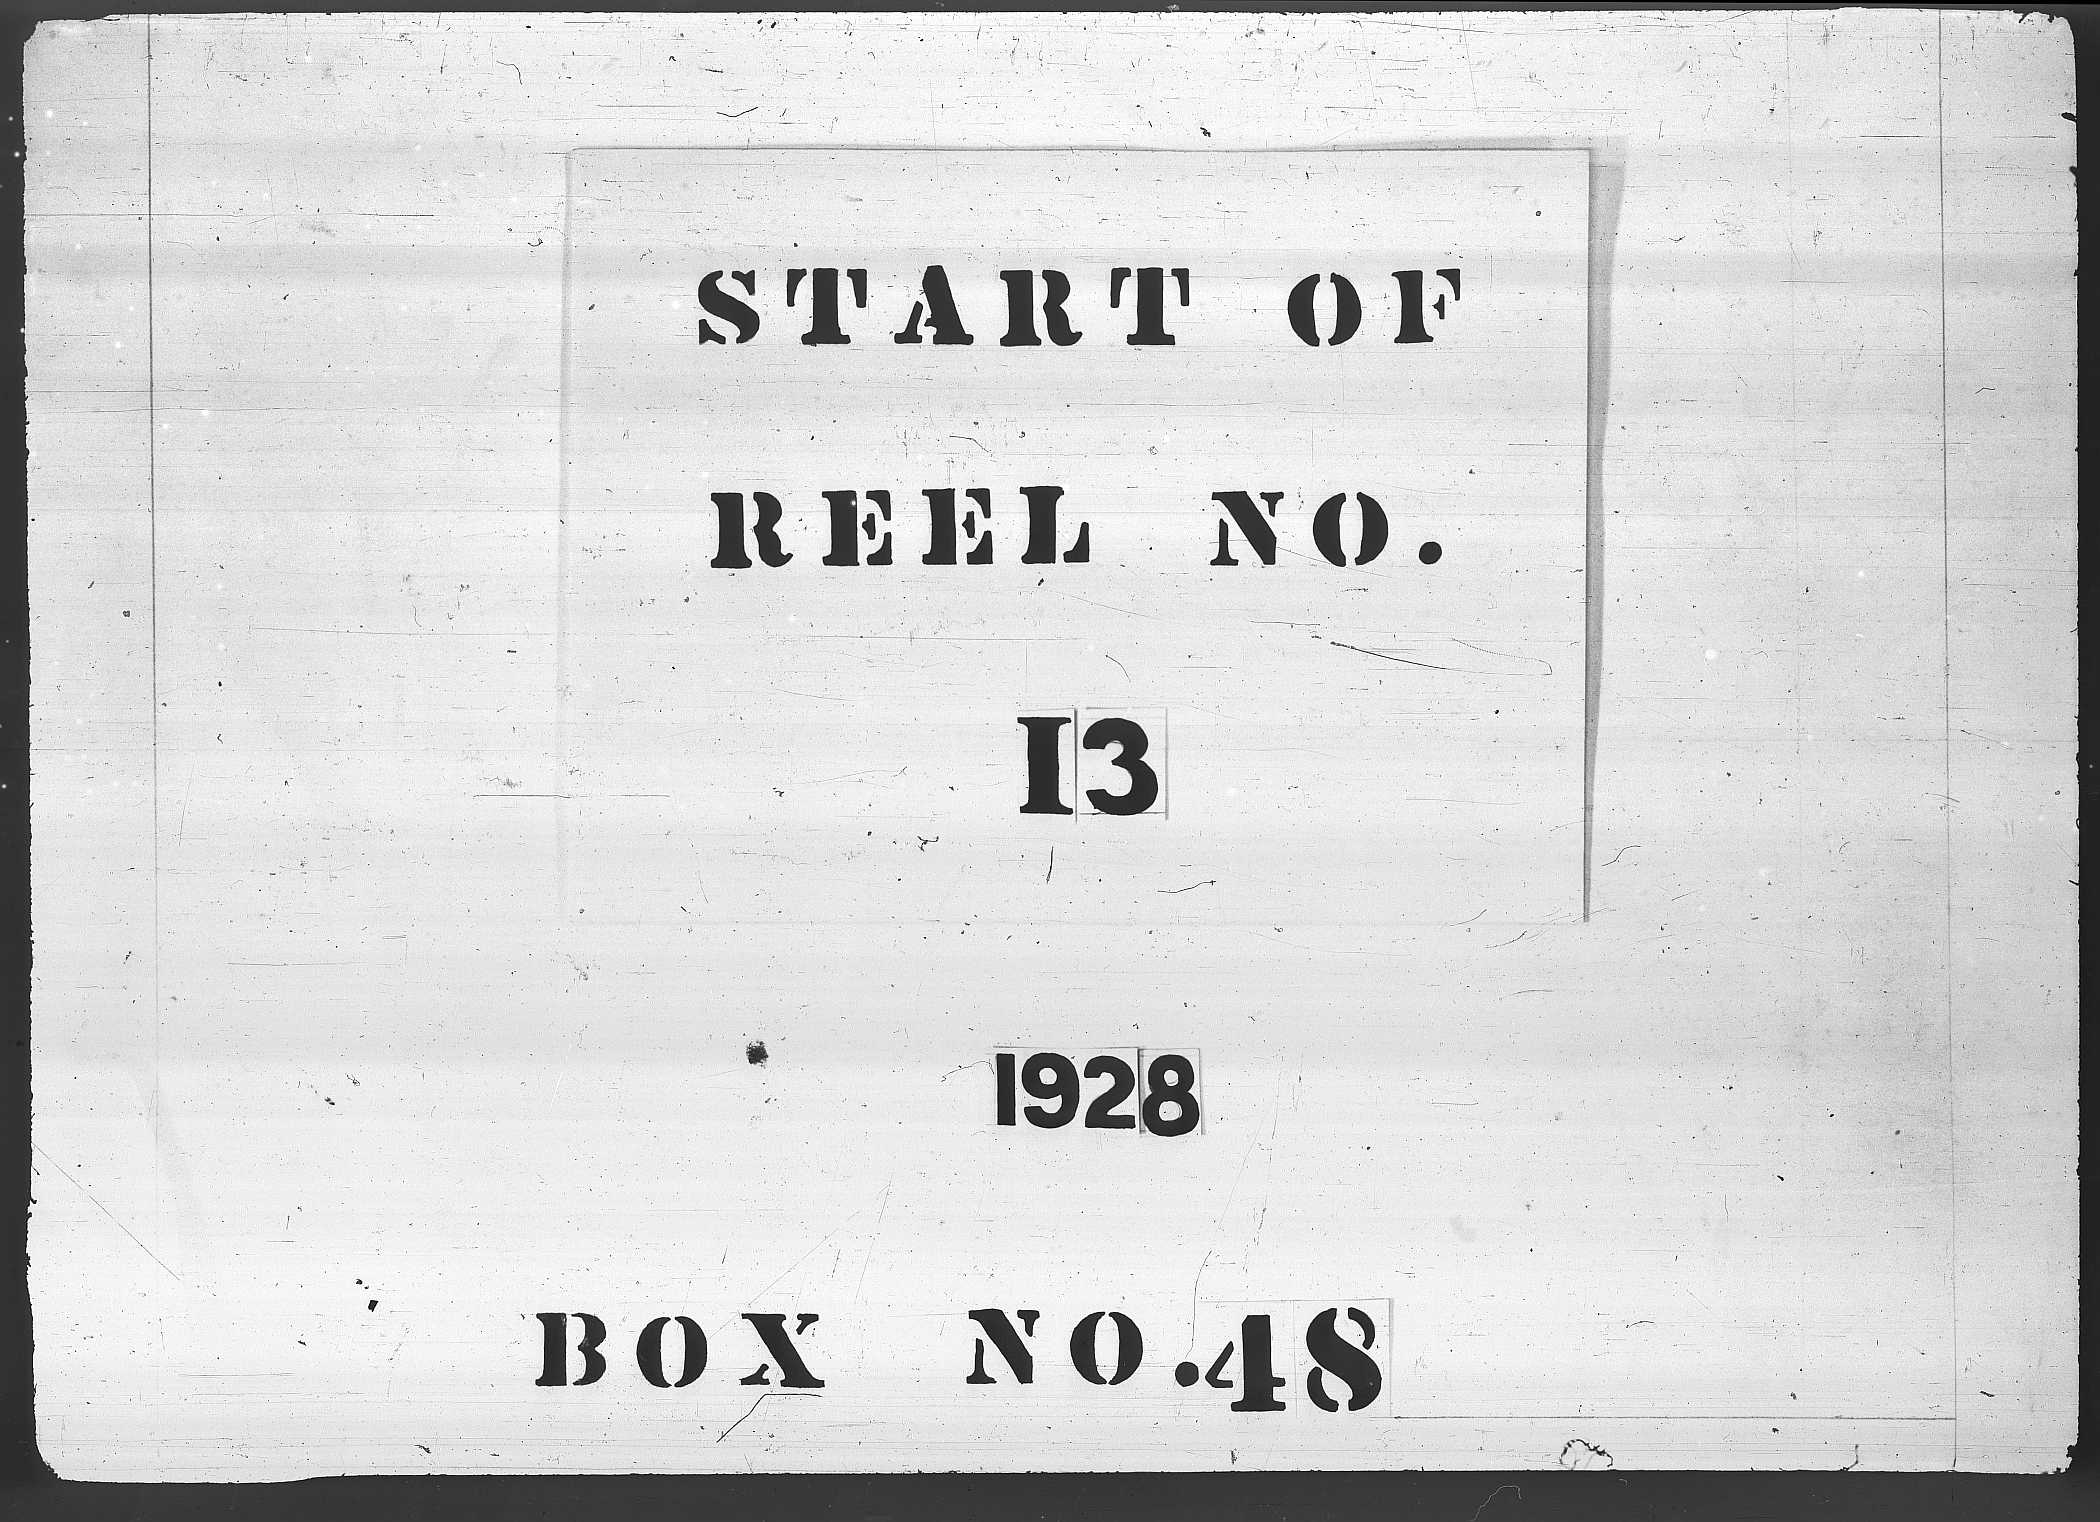 START OF
REEL NO.
13
1928
BOX NO. 48